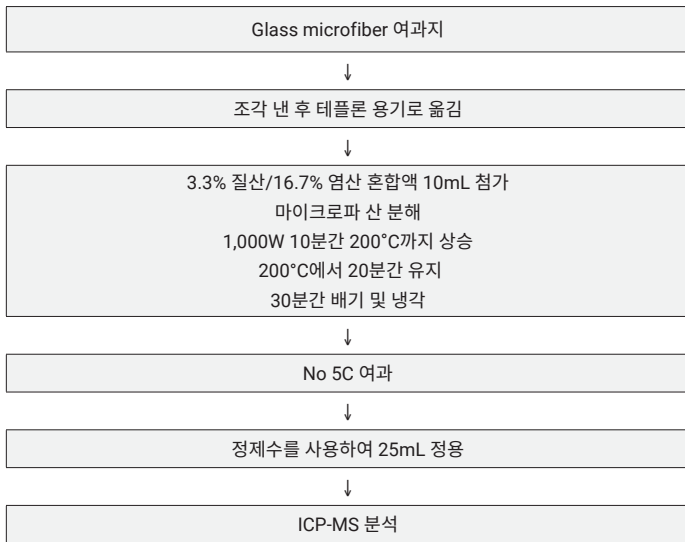 Glass microfiber 여과지
↓
조각 낸 후 테플론 용기로 옮김
↓
3.3% 질산/16.7% 염산 혼합액 10mL 첨가
마이크로파 산 분해
1,000W 10분간 200°C까지 상승
200°C에서 20분간 유지
30분간 배기 및 냉각
↓
No 5C 여과
↓
정제수를 사용하여 25mL 정용
↓
ICP-MS 분석